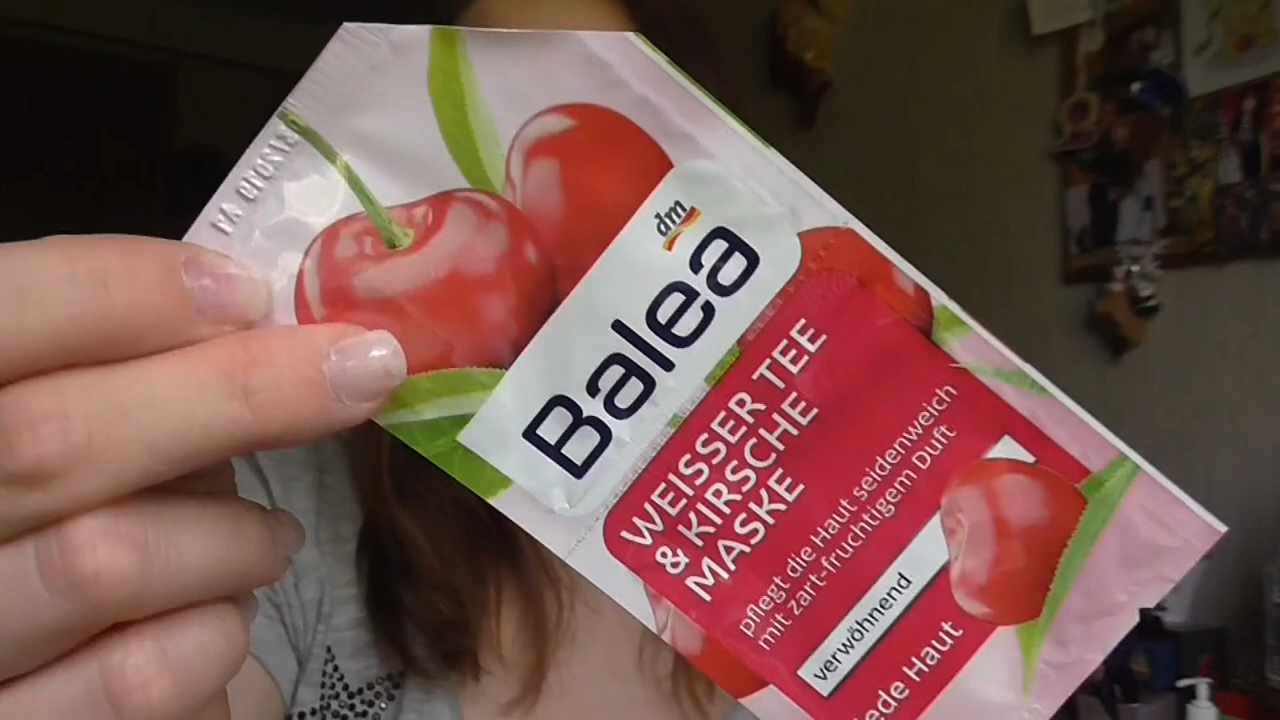 dm
Balea
WEISSER TEE
& KIRSCHE
MASKE
pflegt die Haut seidenweich
mit zart-fruchtigem Duft
verwöhnend
jede Haut